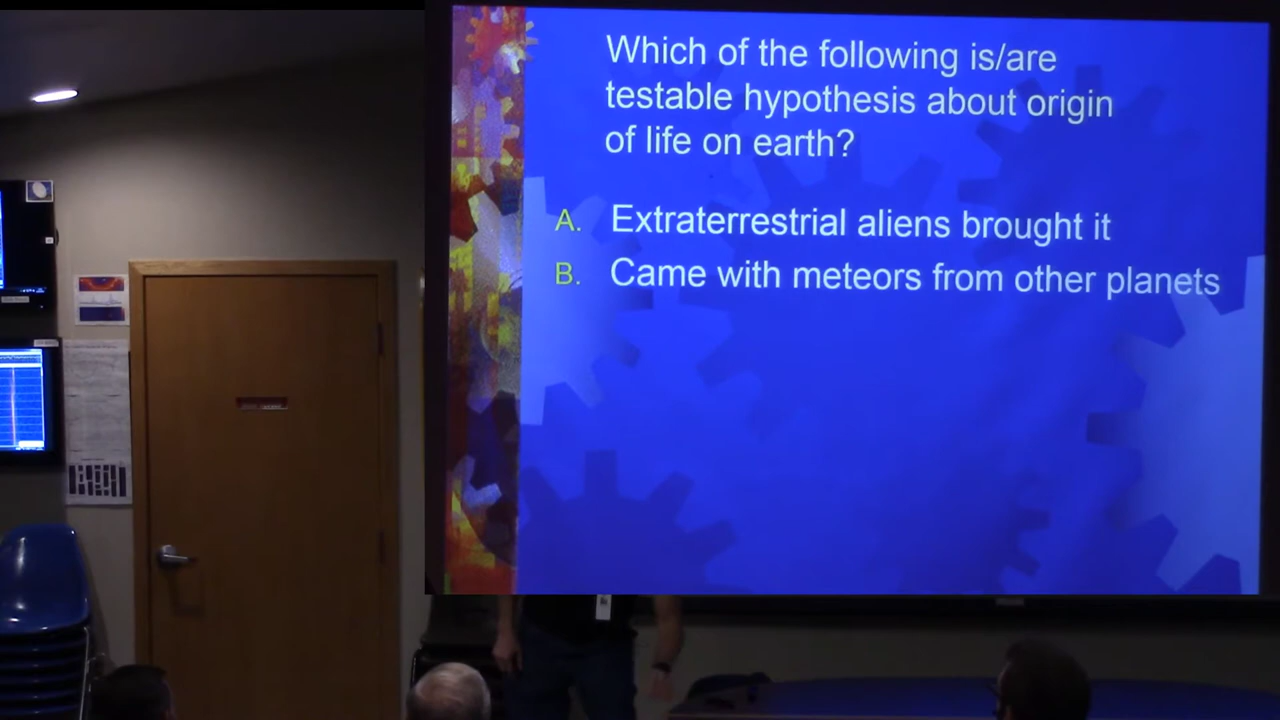 Which of the following is/are
testable hypothesis about origin
of life on earth?
A. Extraterrestrial aliens brought it
B. Came with meteors from other planets